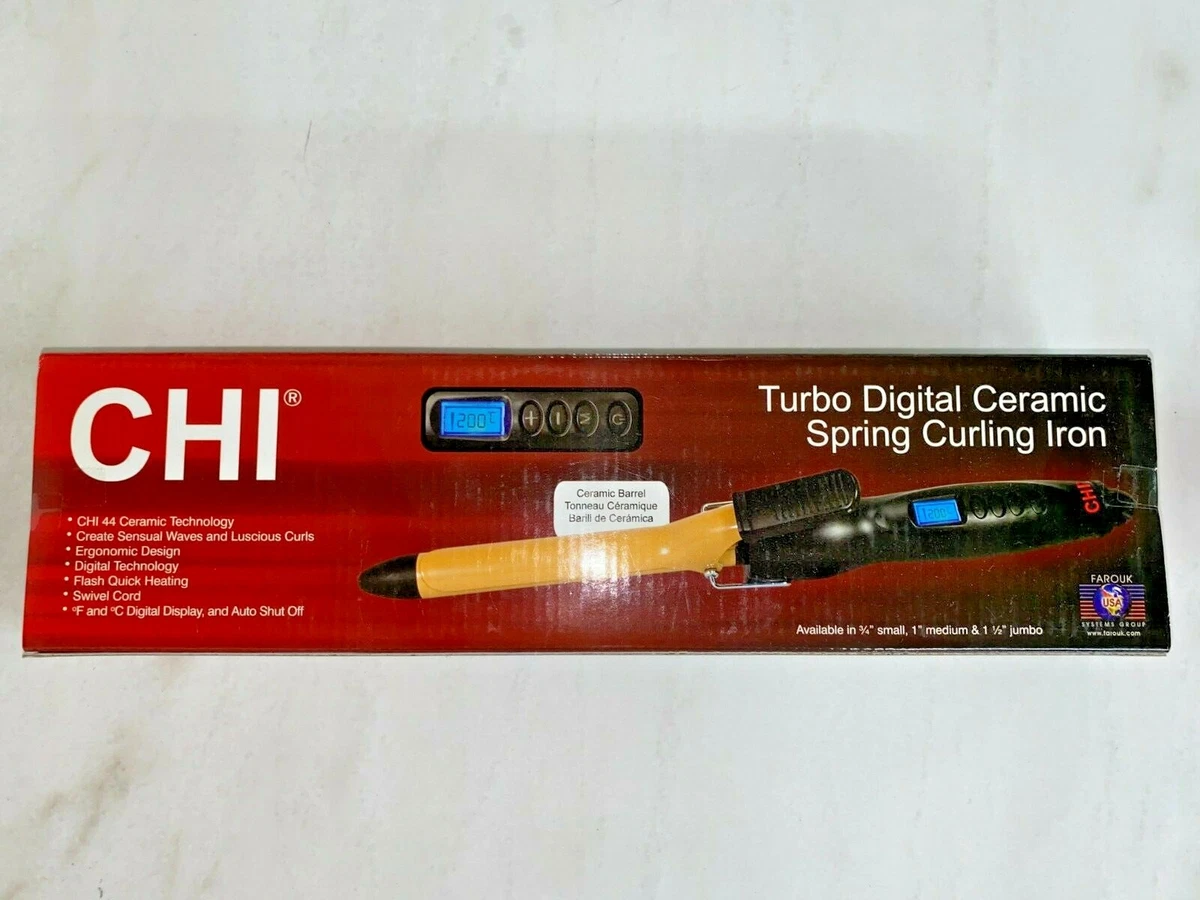 CHI®
Turbo Digital Ceramic
Spring Curling Iron
Ceramic Barrel
Tonneau Céramique
Barill de Cerámica
• CHI 44 Ceramic Technology
• Create Sensual Waves and Luscious Curls
• Ergonomic Design
• Digital Technology
• Flash Quick Heating
• Swivel Cord
• ºF and ºC Digital Display, and Auto Shut Off
CHI
Available in ¾" small, 1" medium & 1 ½" jumbo
FAROUK
USA
SYSTEMS GROUP
www.farouk.com